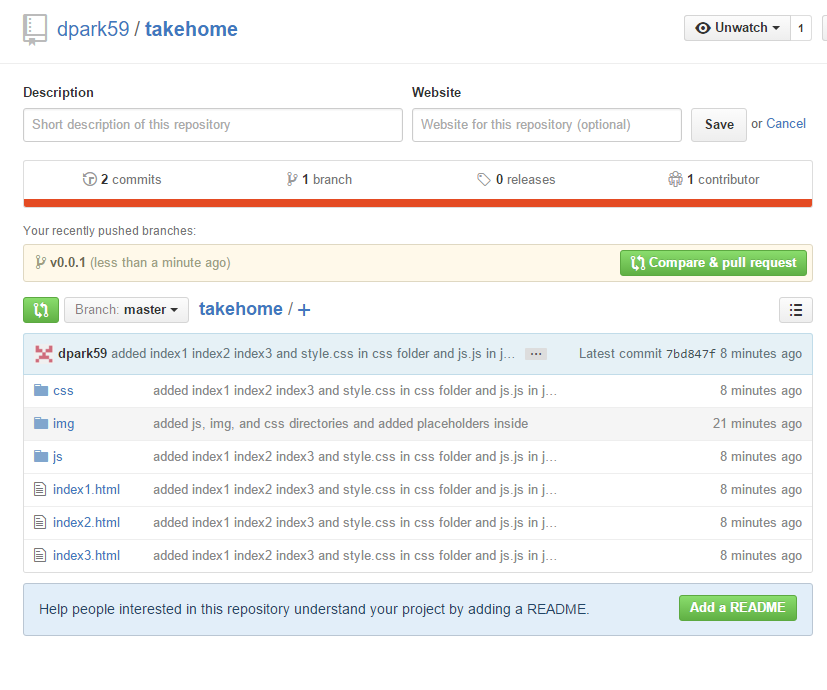 dpark59 / takehome
Unwatch 1
Description
Website
Short description of this repository
Website for this repository (optional)
Save or Cancel
2 commits
1 branch
0 releases
1 contributor
Your recently pushed branches:
v0.0.1 (less than a minute ago)
Compare & pull request
Branch: master
takehome / +
dpark59 added index1 index2 index3 and style.css in css folder and js.js in j… ... Latest commit 7bd847f 8 minutes ago
css added index1 index2 index3 and style.css in css folder and js.js in j… 8 minutes ago
img added js, img, and css directories and added placeholders inside 21 minutes ago
js added index1 index2 index3 and style.css in css folder and js.js in j… 8 minutes ago
index1.html added index1 index2 index3 and style.css in css folder and js.js in j… 8 minutes ago
index2.html added index1 index2 index3 and style.css in css folder and js.js in j… 8 minutes ago
index3.html added index1 index2 index3 and style.css in css folder and js.js in j… 8 minutes ago
Help people interested in this repository understand your project by adding a README.
Add a README